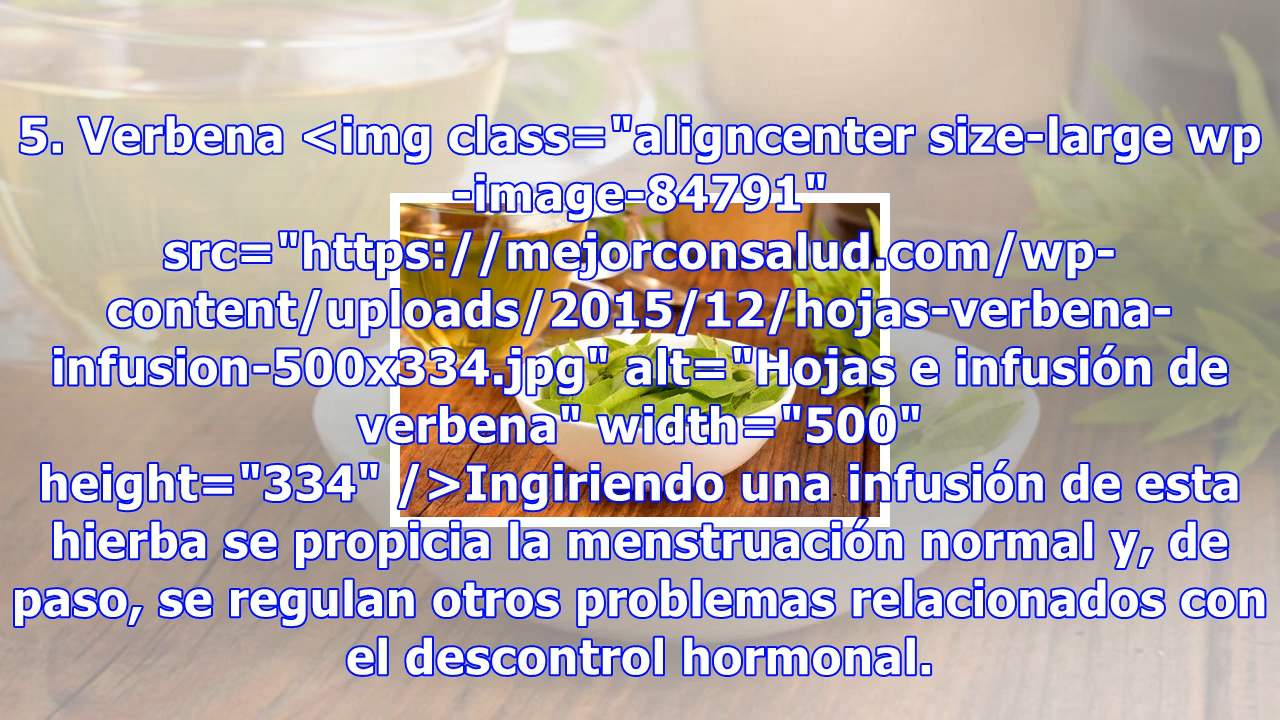 5. Verbena <img class="aligncenter size-large wp
-image-84791"
src="https://mejorconsalud.com/wp-
content/uploads/2015/12/hojas-verbena-
infusion-500x334.jpg" alt="Hojas e infusión de
verbena" width="500"
height="334" />Ingiriendo una infusión de esta
hierba se propicia la menstruación normal y, de
paso, se regulan otros problemas relacionados con
el descontrol hormonal.